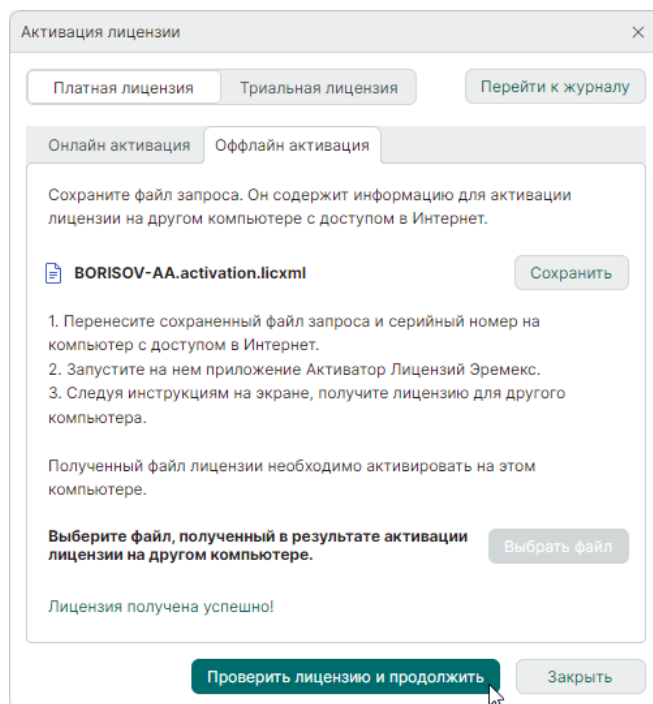 Активация лицензии
Платная лицензия
Триальная лицензия
Перейти к журналу
Онлайн активация
Оффлайн активация
Сохраните файл запроса. Он содержит информацию для активации
лицензии на другом компьютере с доступом в Интернет.
BORISOV-AA.activation.licxml
Сохранить
1. Перенесите сохраненный файл запроса и серийный номер на
компьютер с доступом в Интернет.
2. Запустите на нем приложение Активатор Лицензий Эремекс.
3. Следуя инструкциям на экране, получите лицензию для другого
компьютера.
Полученный файл лицензии необходимо активировать на этом
компьютере.
Выберите файл, полученный в результате активации
лицензии на другом компьютере.
Выбрать файл
Лицензия получена успешно!
Проверить лицензию и продолжить
Закрыть